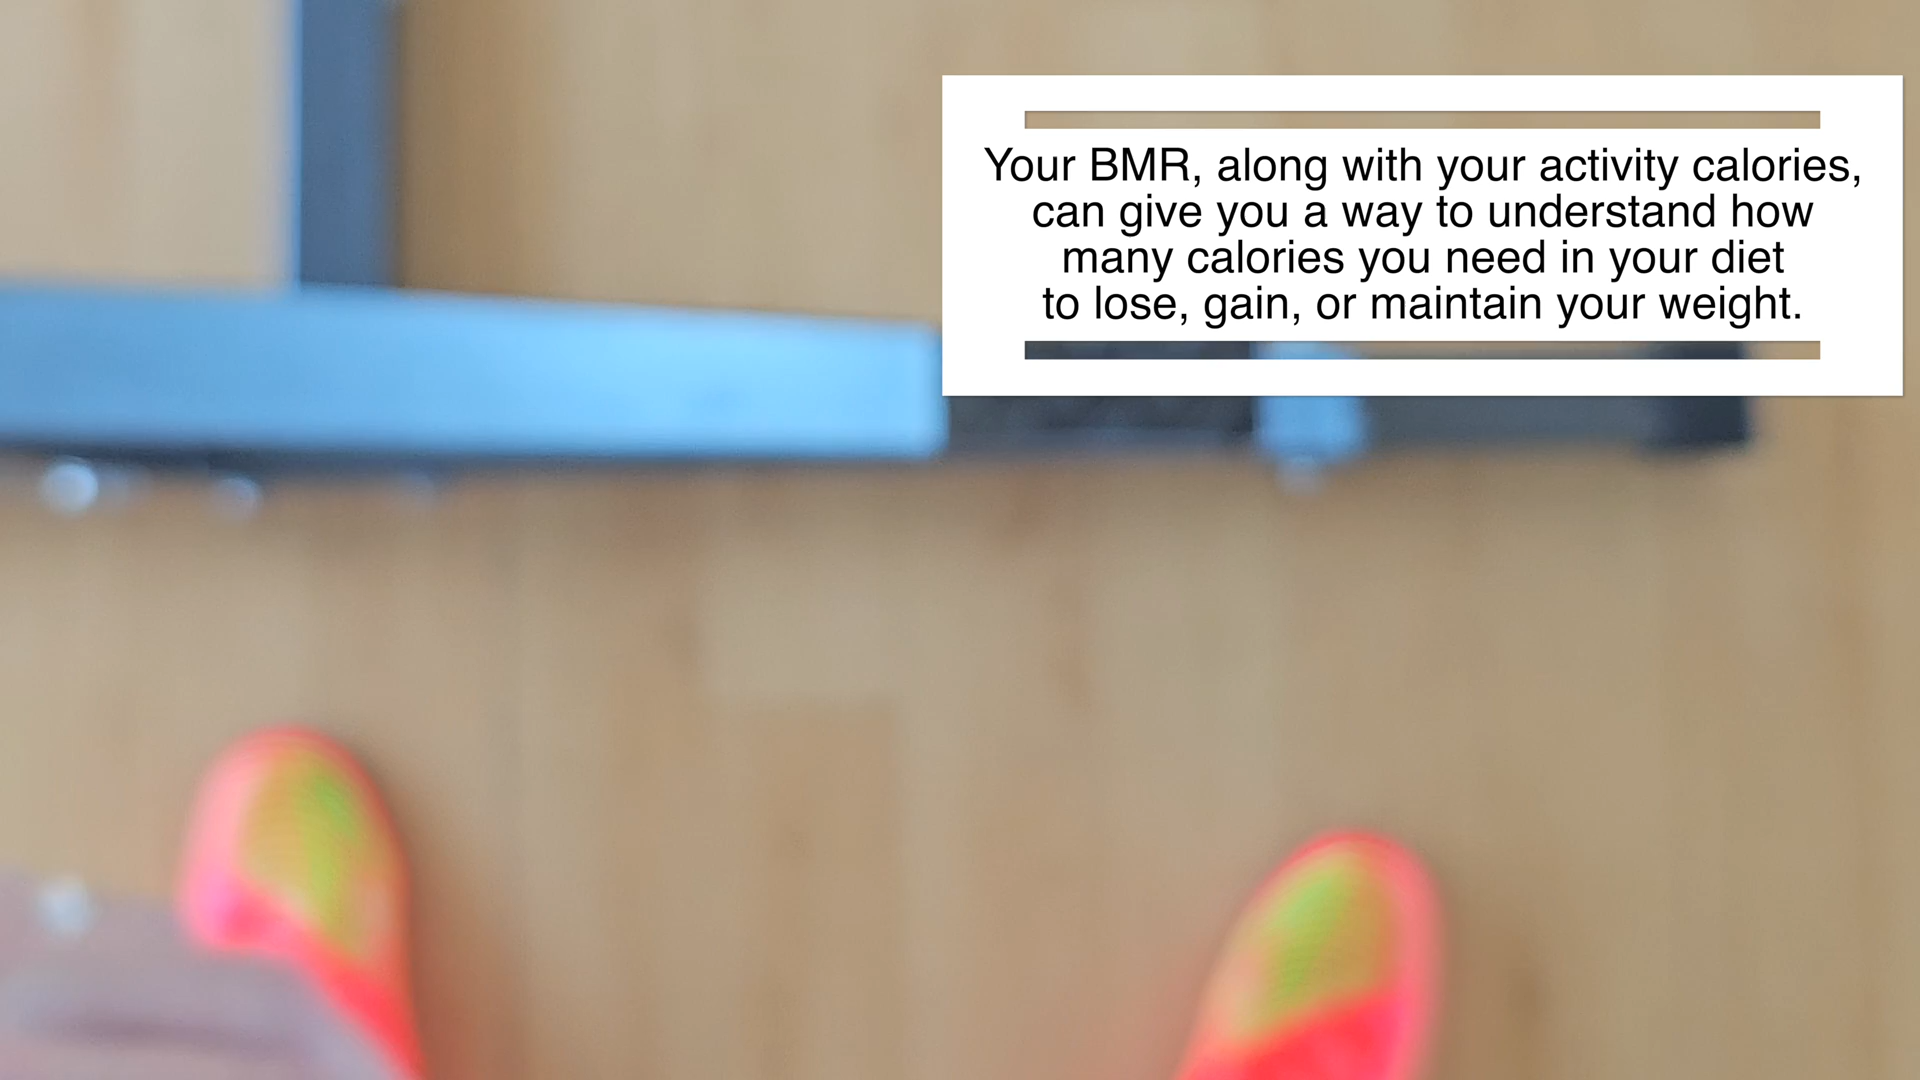 Your BMR, along with your activity calories,
can give you a way to understand how
many calories you need in your diet
to lose, gain, or maintain your weight.